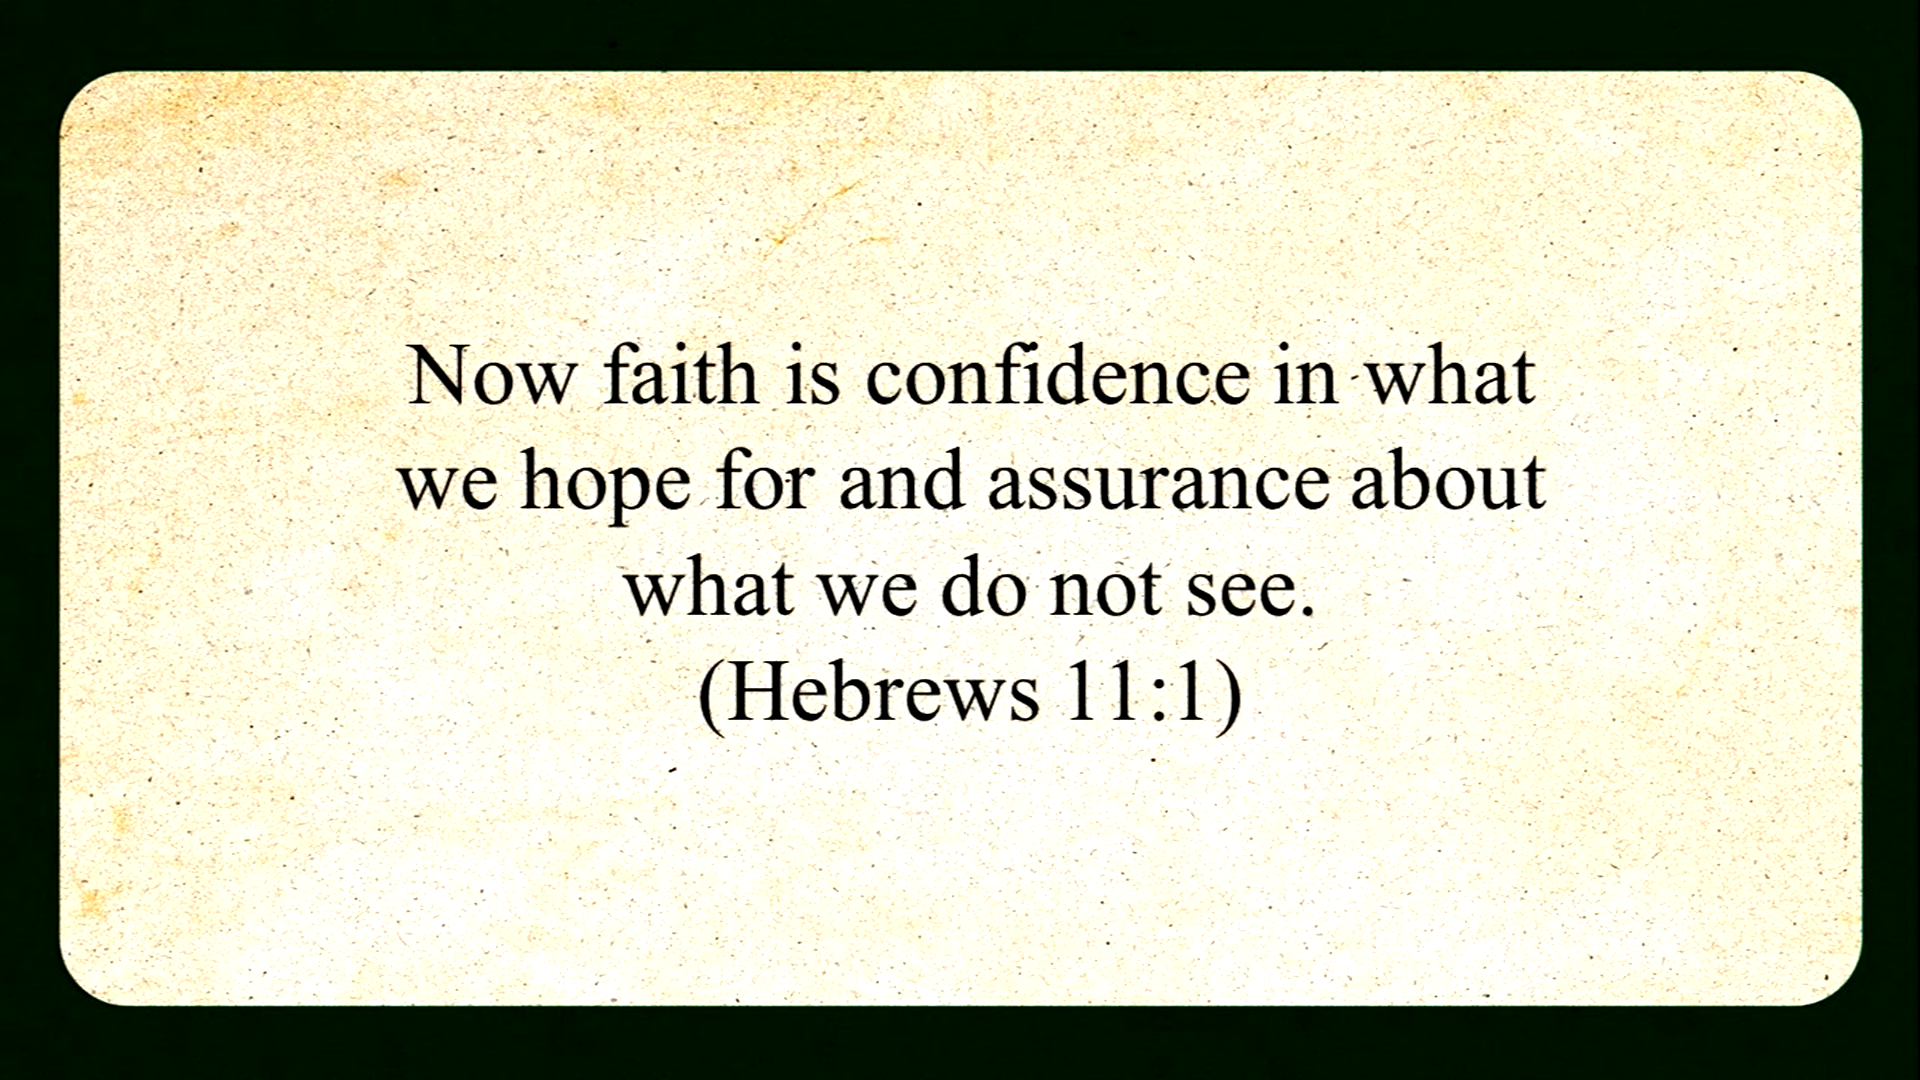 Now faith is confidence in what
we hope for and assurance about
what we do not see.
(Hebrews 11:1)